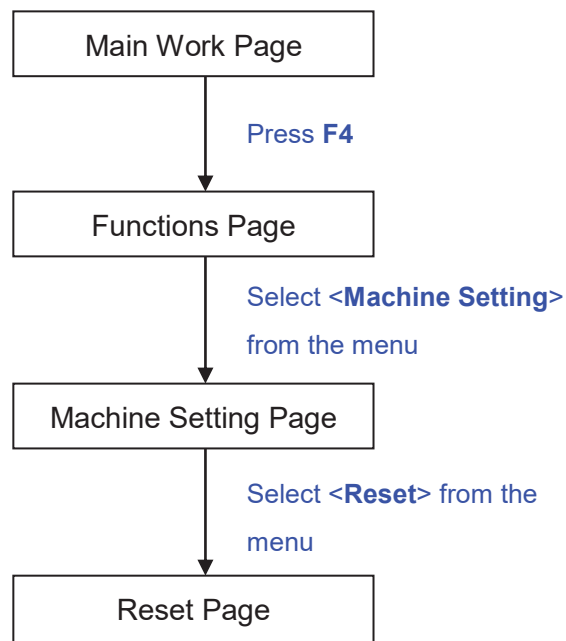 Main Work Page
Press F4
Functions Page
Select <Machine Setting>
from the menu
Machine Setting Page
Select <Reset> from the
menu
Reset Page